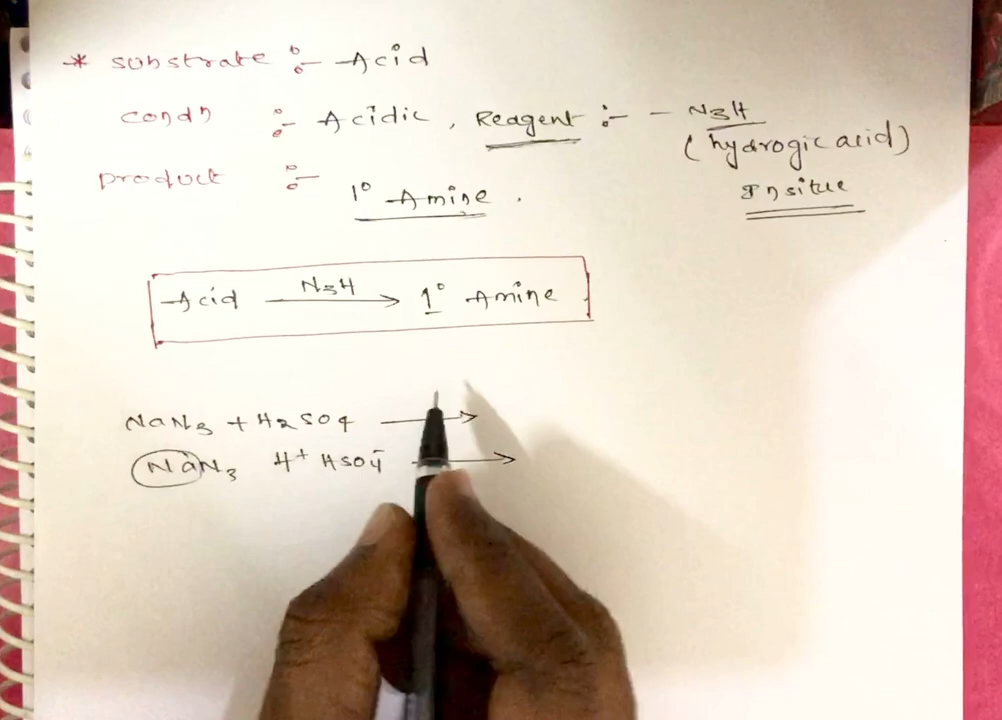 * substrate :- Acid
condn :- Acidic, Reagent :- - N3H
(hydrogic acid)
product :- 1° Amine.
Insitue
Acid N3H → 1° Amine
NaN3 + H2SO4 →
NaN3 H+ HSO4- →